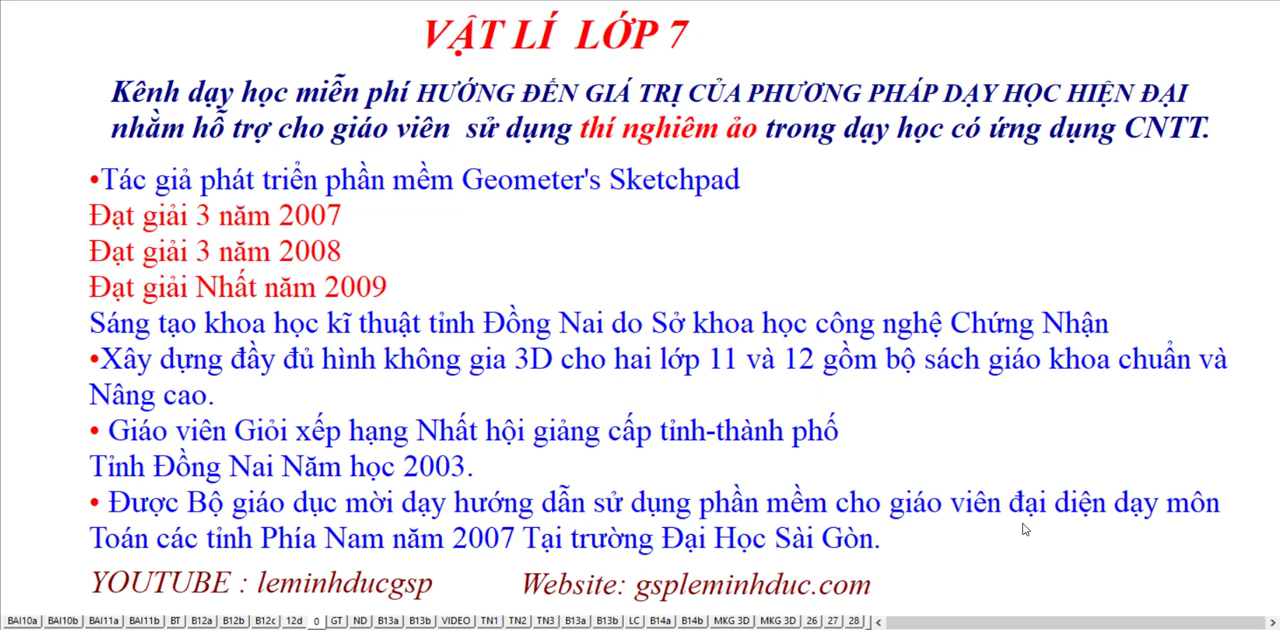 VẬT LÍ LỚP 7
Kênh dạy học miễn phí HƯỚNG ĐẾN GIÁ TRỊ CỦA PHƯƠNG PHÁP DẠY HỌC HIỆN ĐẠI
nhằm hỗ trợ cho giáo viên sử dụng thí nghiêm ảo trong dạy học có ứng dụng CNTT.
•Tác giả phát triển phần mềm Geometer's Sketchpad
Đạt giải 3 năm 2007
Đạt giải 3 năm 2008
Đạt giải Nhất năm 2009
Sáng tạo khoa học kĩ thuật tỉnh Đồng Nai do Sở khoa học công nghệ Chứng Nhận
•Xây dựng đầy đủ hình không gia 3D cho hai lớp 11 và 12 gồm bộ sách giáo khoa chuẩn và
Nâng cao.
• Giáo viên Giỏi xếp hạng Nhất hội giảng cấp tỉnh-thành phố
Tỉnh Đồng Nai Năm học 2003.
• Được Bộ giáo dục mời dạy hướng dẫn sử dụng phần mềm cho giáo viên đại diện dạy môn
Toán các tỉnh Phía Nam năm 2007 Tại trường Đại Học Sài Gòn.
YOUTUBE : leminhducgsp Website: gspleminhduc.com
BAI10a BAI10b BAI11a BAI11b BT B12a B12b B12c 12d 0 GT ND B13a B13b VIDEO TN1 TN2 TN3 B13a B13b LC B14a B14b MKG 3D MKG 3D 26 27 28